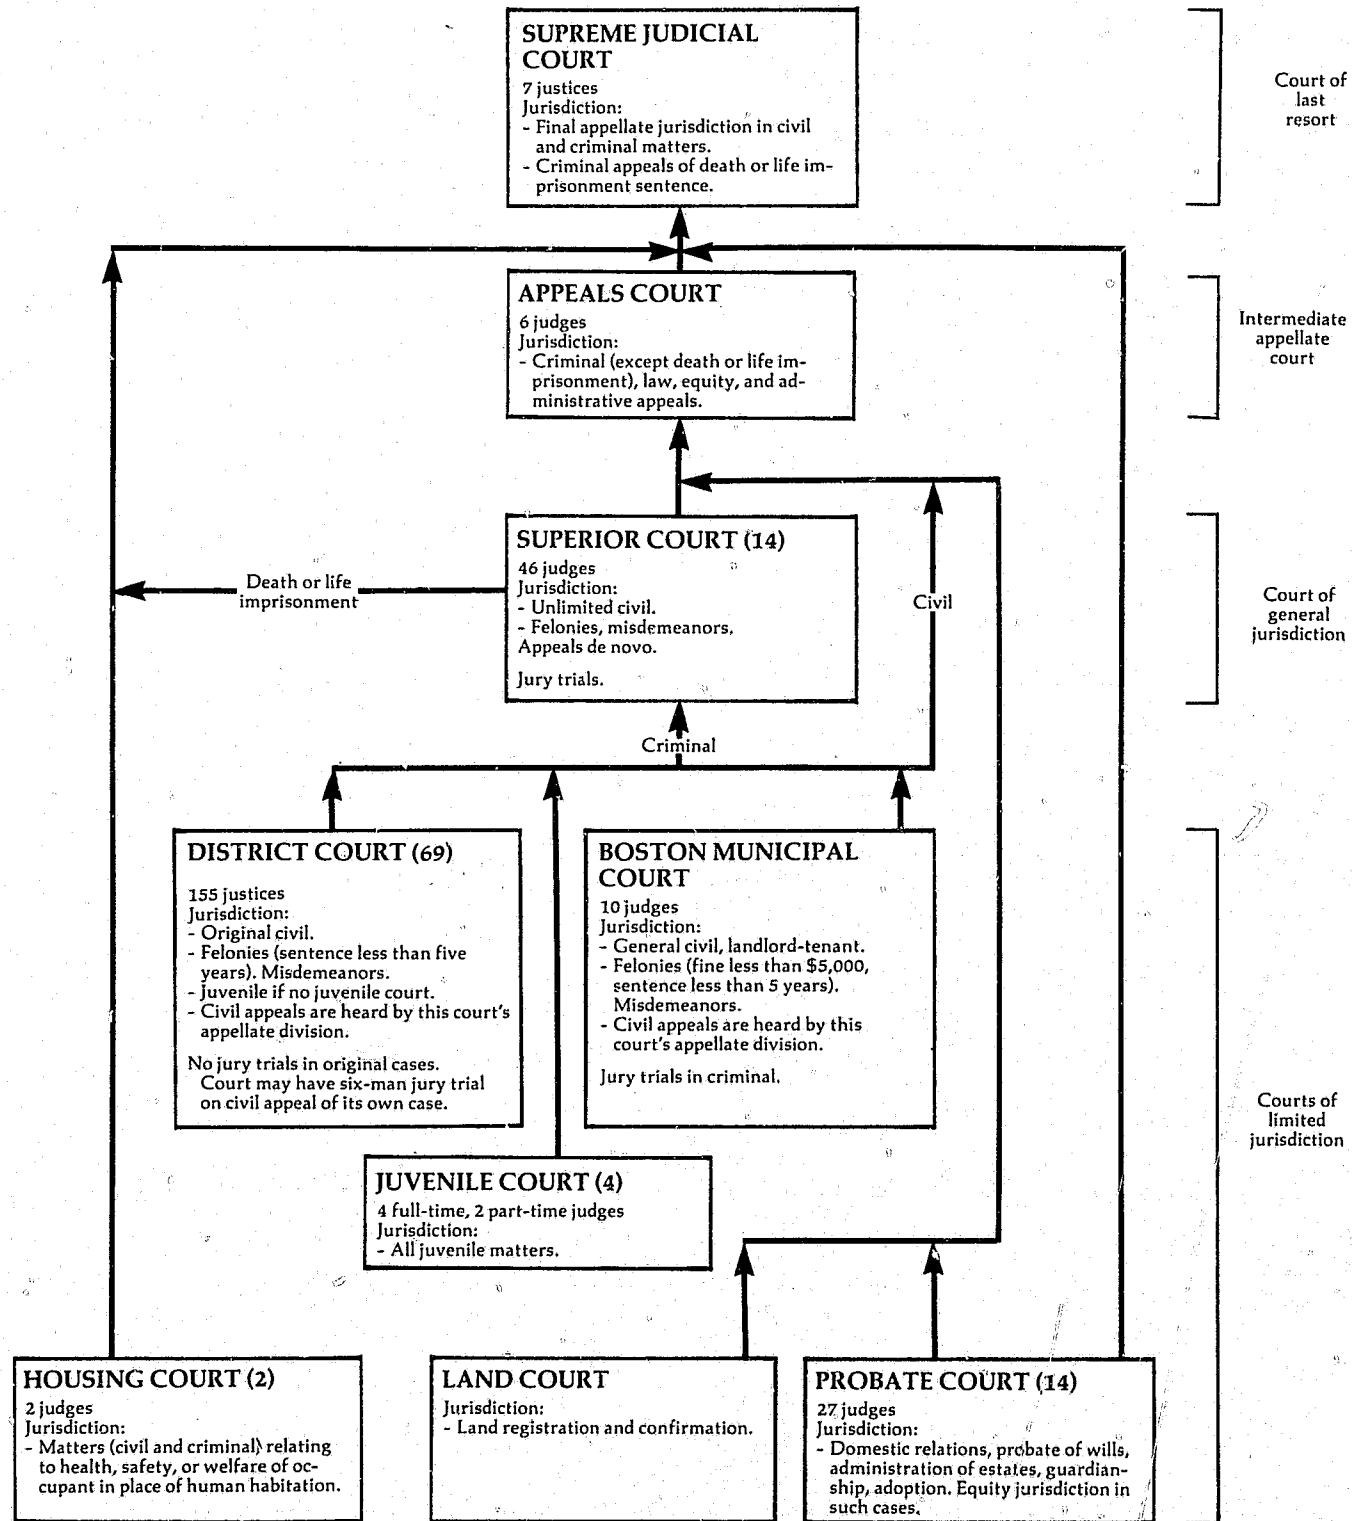 SUPREME JUDICIAL
COURT
7 justices
Jurisdiction:
- Final appellate jurisdiction in civil
and criminal matters.
- Criminal appeals of death or life im-
prisonment sentence.
Court of
last
resort
APPEALS COURT
6 judges
Jurisdiction:
- Criminal (except death or life im-
prisonment), law, equity, and ad-
ministrative appeals.
Intermediate
appellate
court
SUPERIOR COURT (14)
46 judges
Jurisdiction:
- Unlimited civil.
- Felonies, misdemeanors.
Appeals de novo.
Jury trials.
Death or life
imprisonment
Civil
Court of
general
jurisdiction
Criminal
DISTRICT COURT (69)
155 justices
Jurisdiction:
- Original civil.
- Felonies (sentence less than five
years). Misdemeanors.
- Juvenile if no juvenile court.
- Civil appeals are heard by this court's
appellate division.
No jury trials in original cases.
Court may have six-man jury trial
on civil appeal of its own case.
BOSTON MUNICIPAL
COURT
10 judges
Jurisdiction:
- General civil, landlord-tenant.
- Felonies (fine less than $5,000,
sentence less than 5 years).
Misdemeanors.
- Civil appeals are heard by this
court's appellate division.
Jury trials in criminal.
Courts of
limited
jurisdiction
JUVENILE COURT (4)
4 full-time, 2 part-time judges
Jurisdiction:
- All juvenile matters.
HOUSING COURT (2)
2 judges
Jurisdiction:
- Matters (civil and criminal) relating
to health, safety, or welfare of oc-
cupant in place of human habitation.
LAND COURT
Jurisdiction:
- Land registration and confirmation.
PROBATE COURT (14)
27 judges
Jurisdiction:
- Domestic relations, probate of wills,
administration of estates, guardian-
ship, adoption. Equity jurisdiction in
such cases.